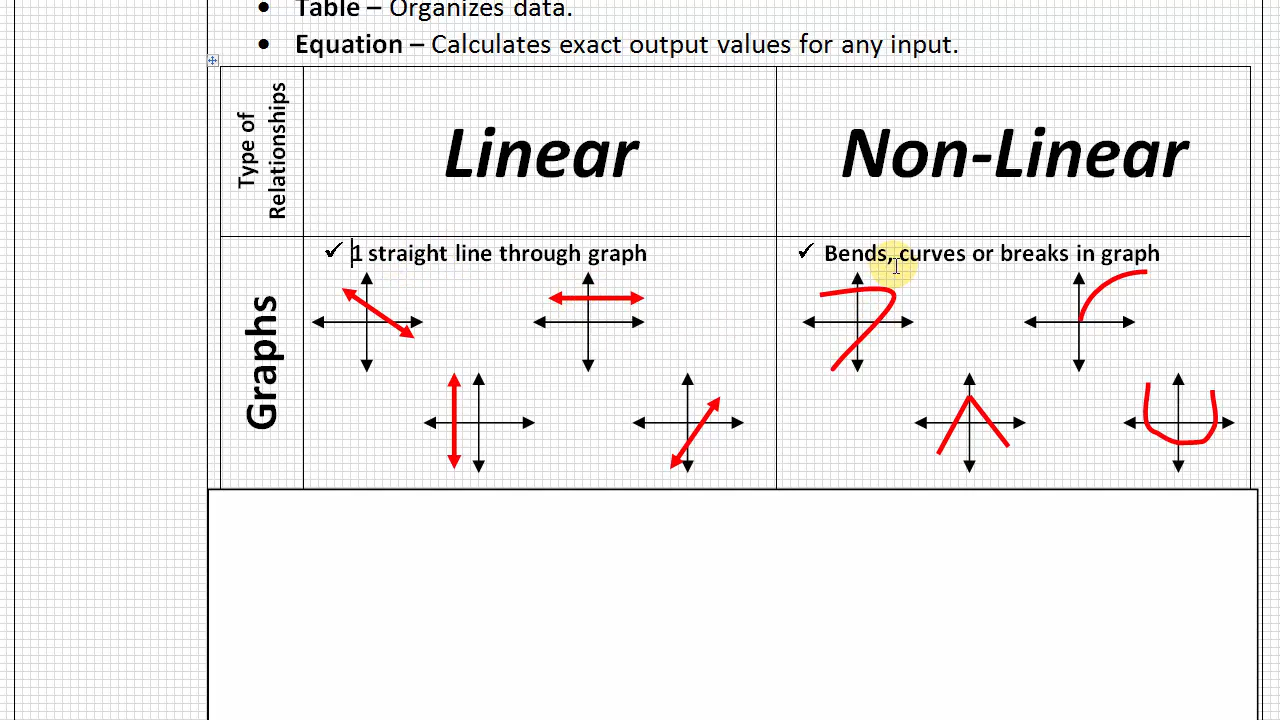 • Table – Organizes data.
• Equation – Calculates exact output values for any input.
Type of
Relationships
Linear
Non-Linear
Graphs
✓ 1 straight line through graph
✓ Bends, curves or breaks in graph